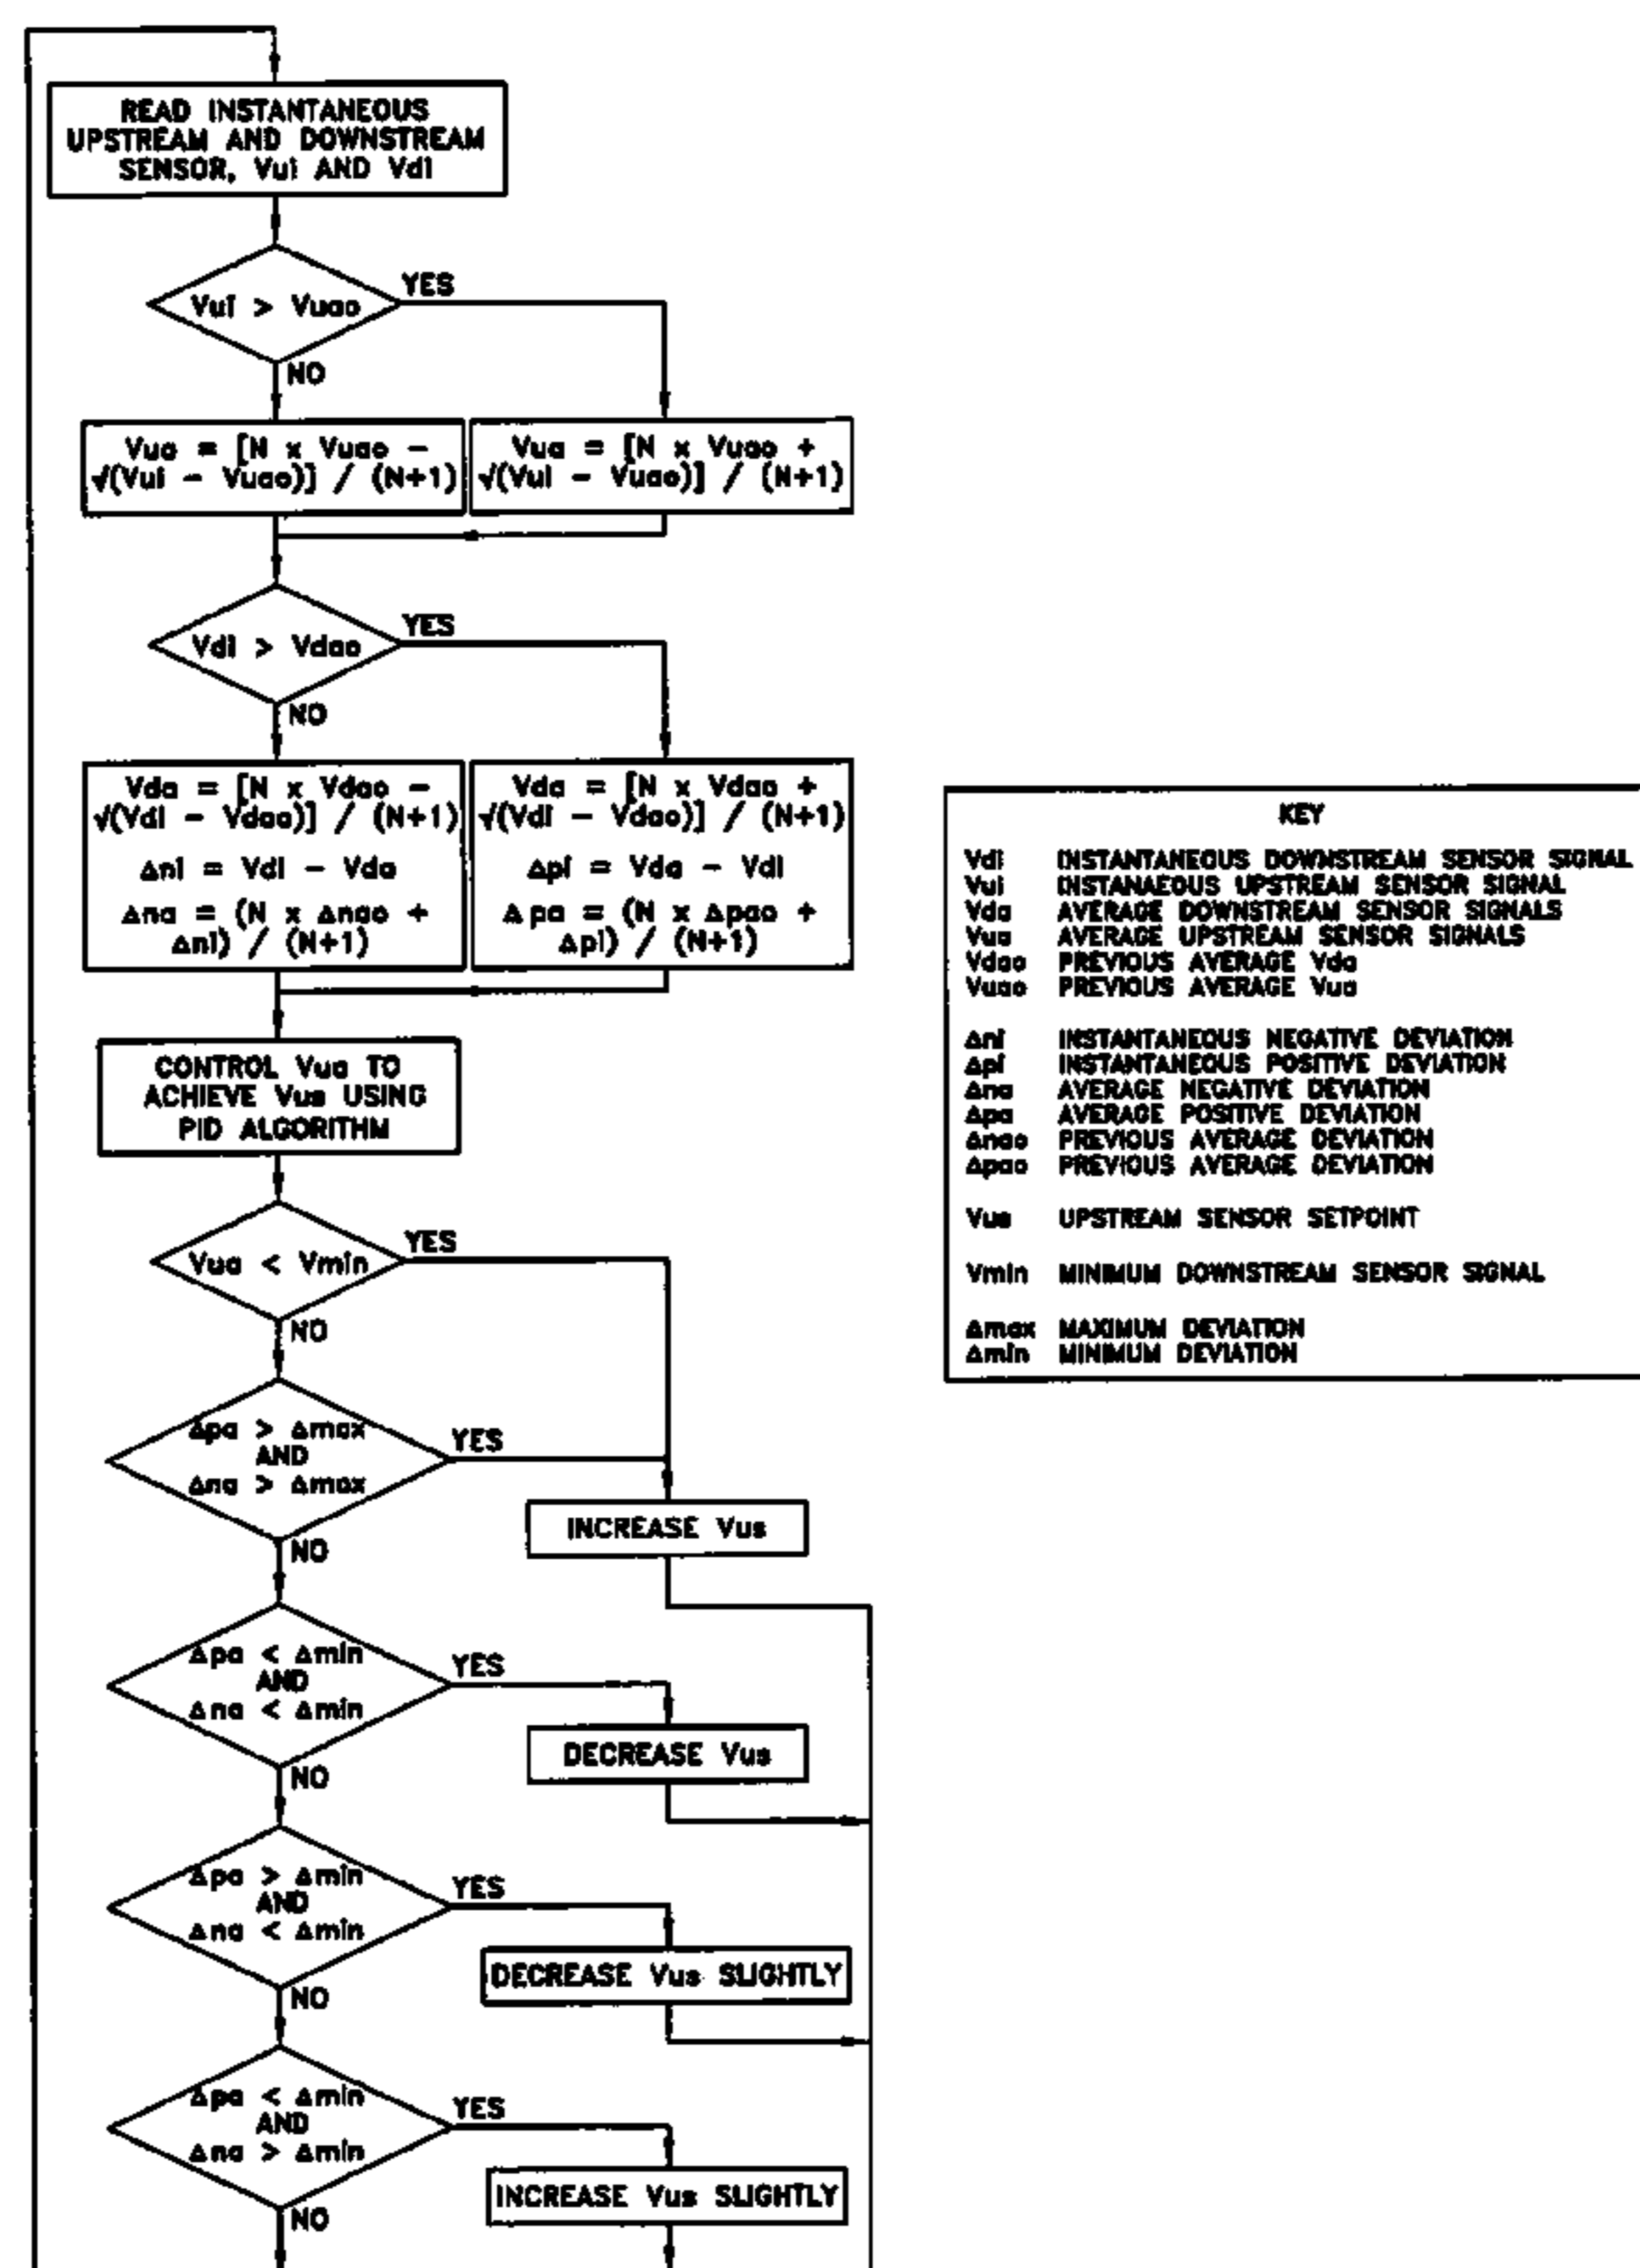 READ INSTANTANEOUS
UPSTREAM AND DOWNSTREAM
SENSOR, Vui AND Vdi
Vui > Vuao
YES
NO
Vua = [N x Vuao −
√(Vui − Vuao)] / (N+1)
Vua = [N x Vuao +
√(Vui − Vuao)] / (N+1)
Vdi > Vdao
YES
NO
Vda = [N x Vdao −
√(Vdi − Vdao)] / (N+1)
Δni = Vdi − Vda
Δna = (N x Δnao +
Δni) / (N+1)
Vda = [N x Vdao +
√(Vdi − Vdao)] / (N+1)
Δpi = Vda − Vdi
Δpa = (N x Δpao +
Δpi) / (N+1)
CONTROL Vua TO
ACHIEVE Vus USING
PID ALGORITHM
Vua < Vmin
YES
NO
Δpa > Δmax
AND
Δna > Δmax
YES
NO
INCREASE Vus
Δpa < Δmin
AND
Δna < Δmin
YES
NO
DECREASE Vus
Δpa > Δmin
AND
Δna < Δmin
YES
NO
DECREASE Vus SLIGHTLY
Δpa < Δmin
AND
Δna > Δmin
YES
NO
INCREASE Vus SLIGHTLY
KEY
Vdi INSTANTANEOUS DOWNSTREAM SENSOR SIGNAL
Vui INSTANAEOUS UPSTREAM SENSOR SIGNAL
Vda AVERAGE DOWNSTREAM SENSOR SIGNALS
Vua AVERAGE UPSTREAM SENSOR SIGNALS
Vdao PREVIOUS AVERAGE Vda
Vuao PREVIOUS AVERAGE Vua
Δni INSTANTANEOUS NEGATIVE DEVIATION
Δpi INSTANTANEOUS POSITIVE DEVIATION
Δna AVERAGE NEGATIVE DEVIATION
Δpa AVERAGE POSITIVE DEVIATION
Δnao PREVIOUS AVERAGE DEVIATION
Δpao PREVIOUS AVERAGE DEVIATION
Vus UPSTREAM SENSOR SETPOINT
Vmin MINIMUM DOWNSTREAM SENSOR SIGNAL
Δmax MAXIMUM DEVIATION
Δmin MINIMUM DEVIATION